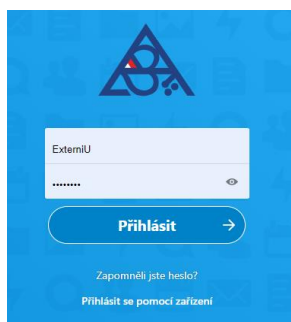 ExterniU
••••••••
Přihlásit
Zapomněli jste heslo?
Přihlásit se pomocí zařízení